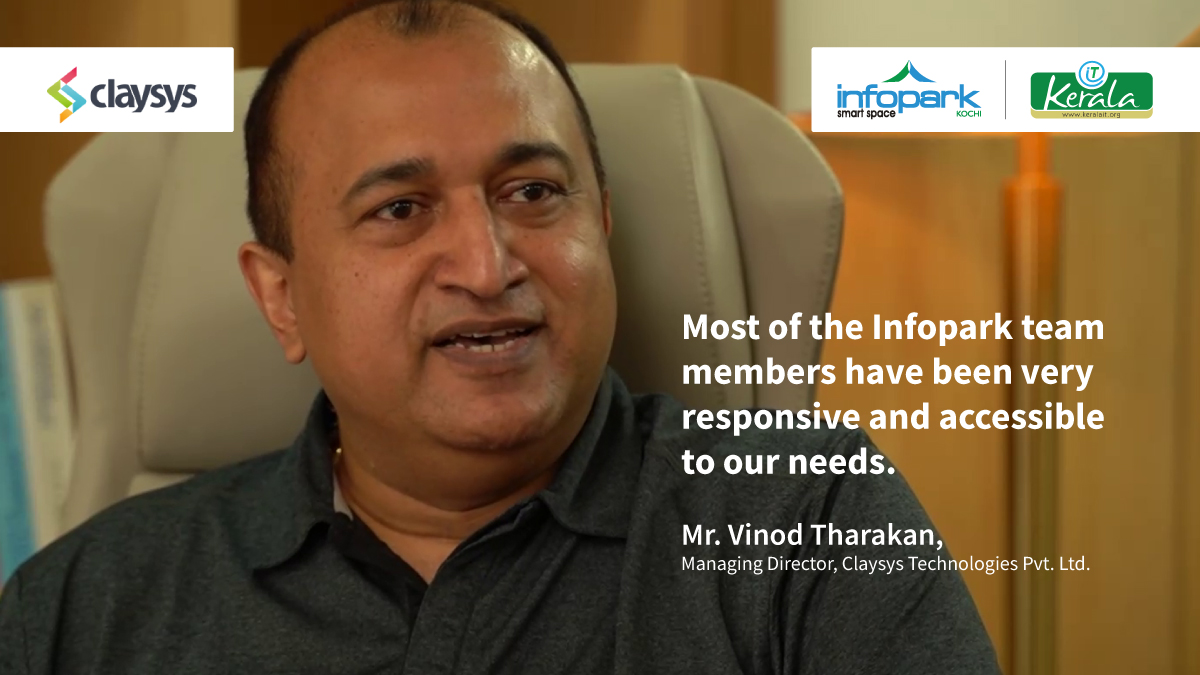 claysys
infopark
smart space
KOCHI
iT
Kerala
www.keralait.org
Most of the Infopark team
members have been very
responsive and accessible
to our needs.
Mr. Vinod Tharakan,
Managing Director, Claysys Technologies Pvt. Ltd.